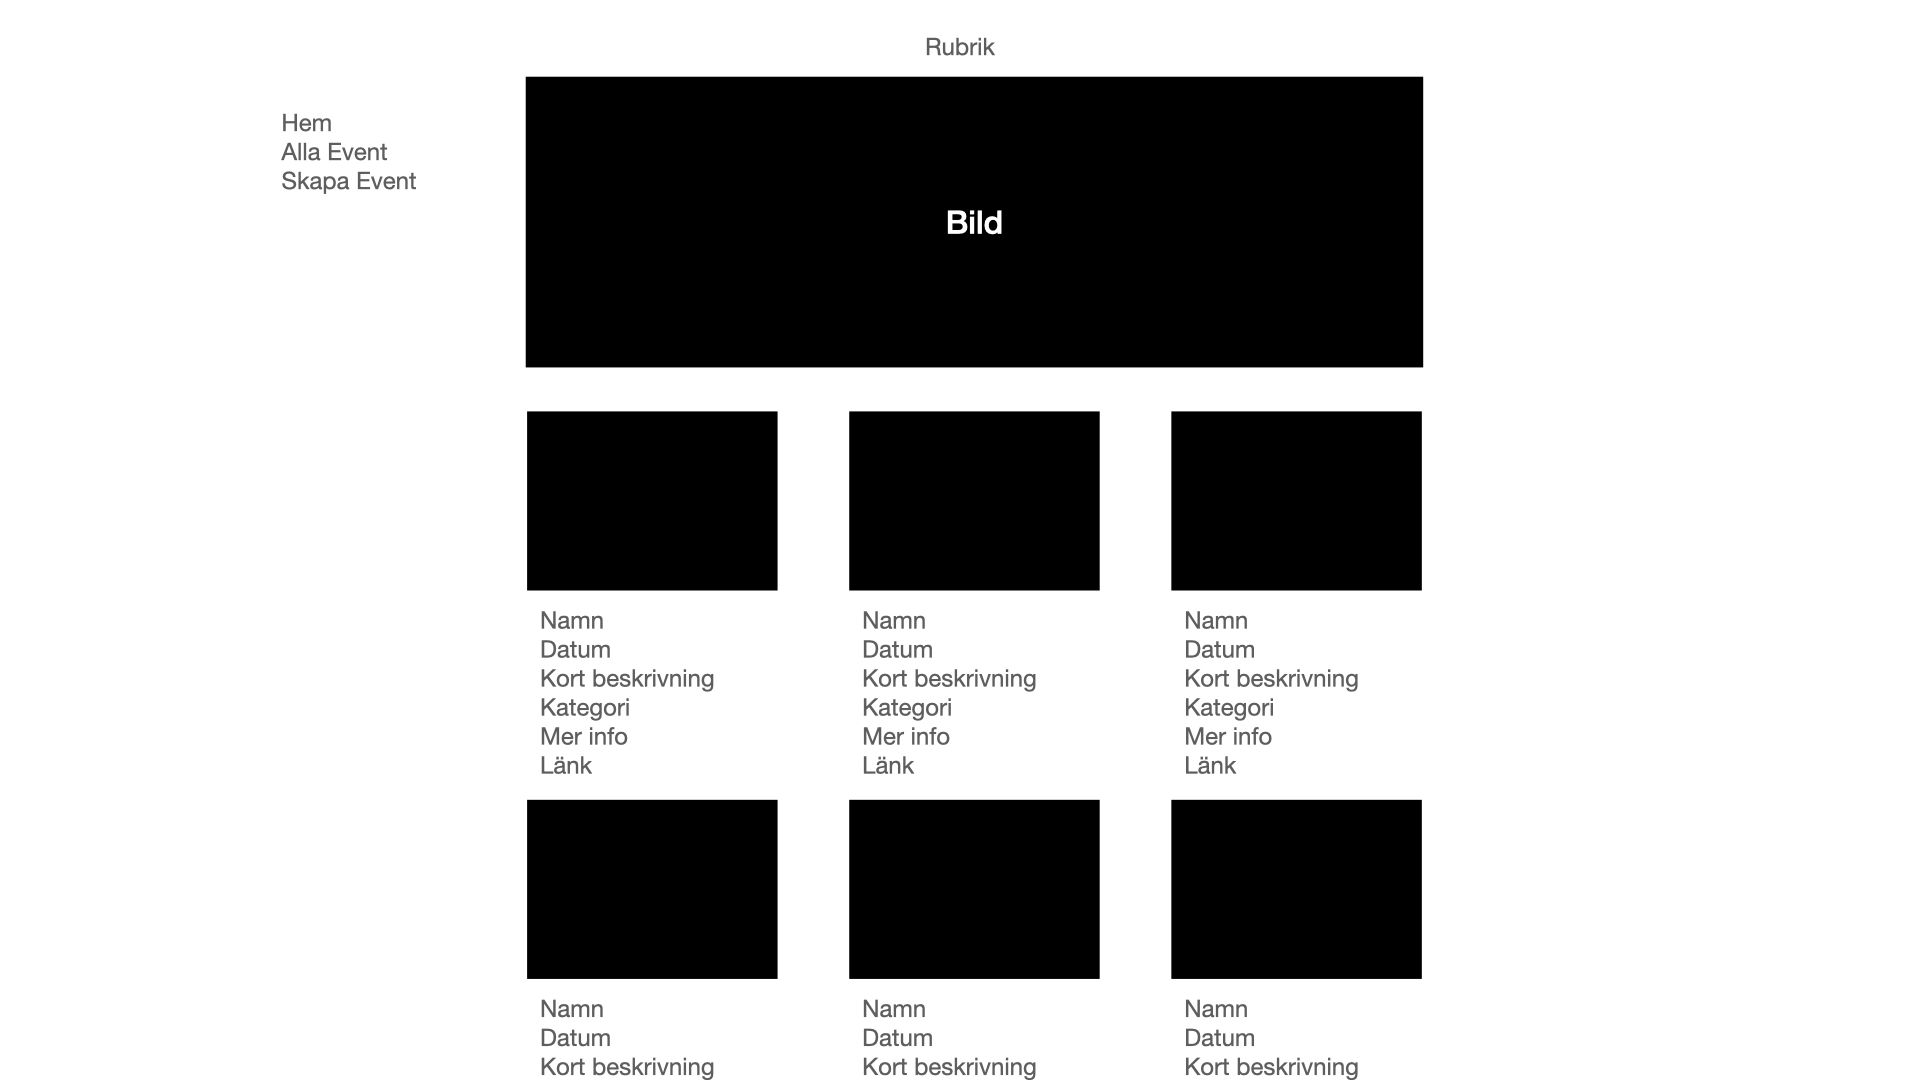 Rubrik
Hem
Alla Event
Skapa Event
Bild
Namn
Datum
Kort beskrivning
Kategori
Mer info
Länk
Namn
Datum
Kort beskrivning
Kategori
Mer info
Länk
Namn
Datum
Kort beskrivning
Kategori
Mer info
Länk
Namn
Datum
Kort beskrivning
Namn
Datum
Kort beskrivning
Namn
Datum
Kort beskrivning